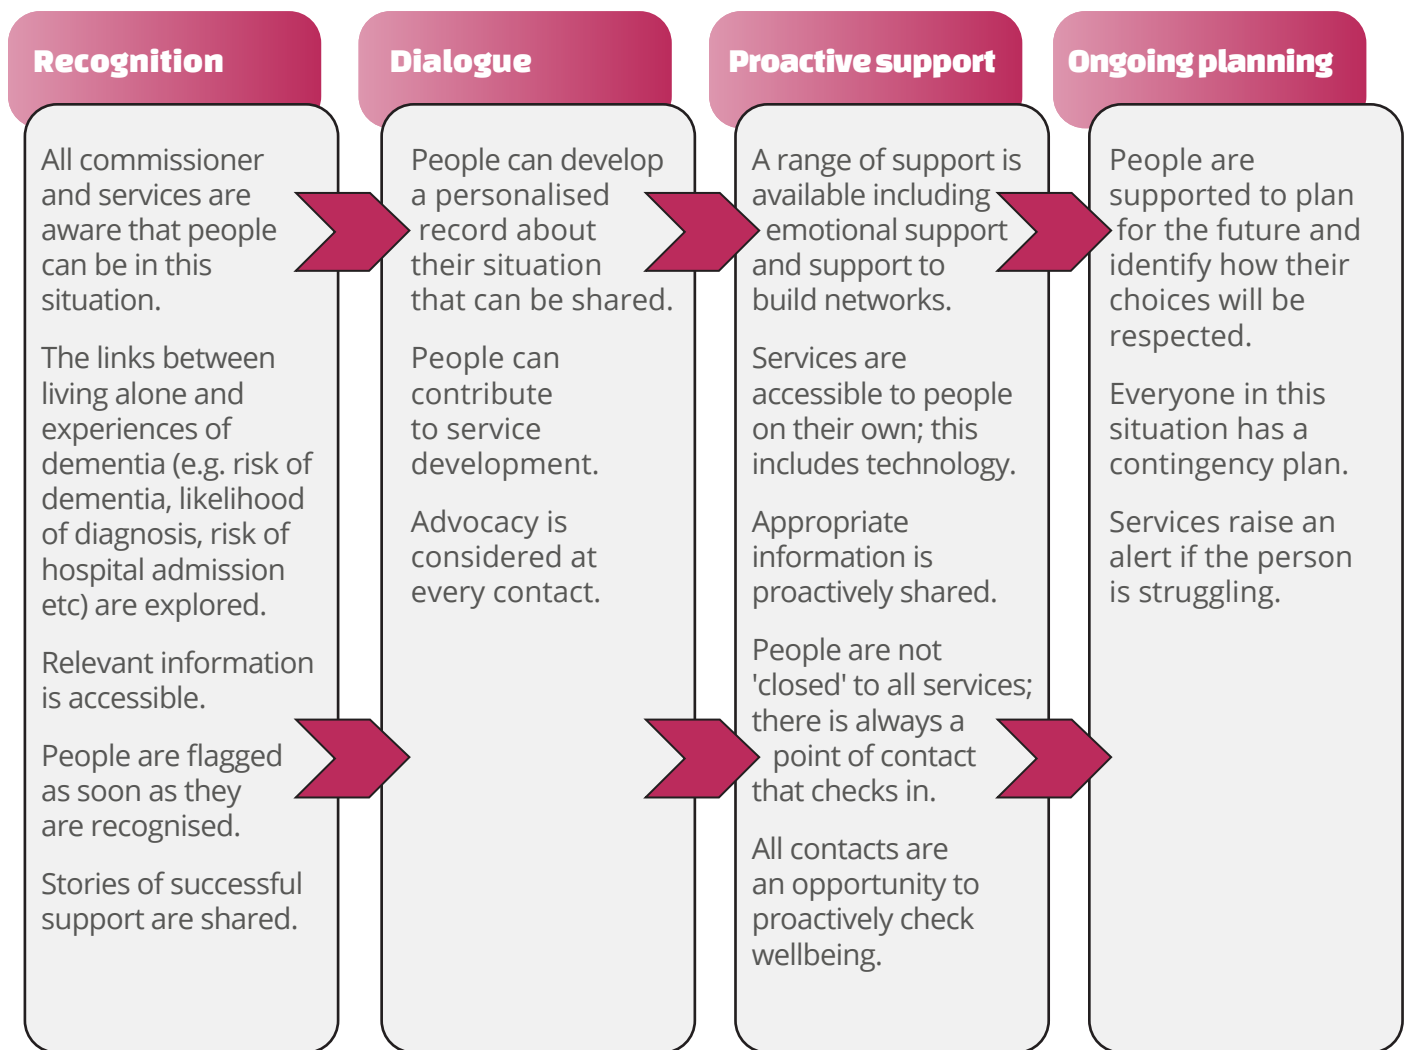 Recognition
All commissioner
and services are
aware that people
can be in this
situation.
The links between
living alone and
experiences of
dementia (e.g. risk of
dementia, likelihood
of diagnosis, risk of
hospital admission
etc) are explored.
Relevant information
is accessible.
People are flagged
as soon as they
are recognised.
Stories of successful
support are shared.
Dialogue
People can develop
a personalised
record about
their situation
that can be shared.
People can
contribute
to service
development.
Advocacy is
considered at
every contact.
Proactive support
A range of support is
available including
emotional support
and support to
build networks.
Services are
accessible to people
on their own; this
includes technology.
Appropriate
information is
proactively shared.
People are not
'closed' to all services;
there is always a
point of contact
that checks in.
All contacts are
an opportunity to
proactively check
wellbeing.
Ongoing planning
People are
supported to plan
for the future and
identify how their
choices will be
respected.
Everyone in this
situation has a
contingency plan.
Services raise an
alert if the person
is struggling.